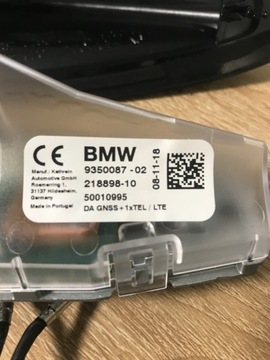 CE BMW
Manuf.: Kathrein
Automotive GmbH
Roemerring 1,
31137 Hildesheim,
Germany
Made in Portugal
9350087 -02
218898-10
50010995
DA GNSS+1xTEL / LTE
08-11-18